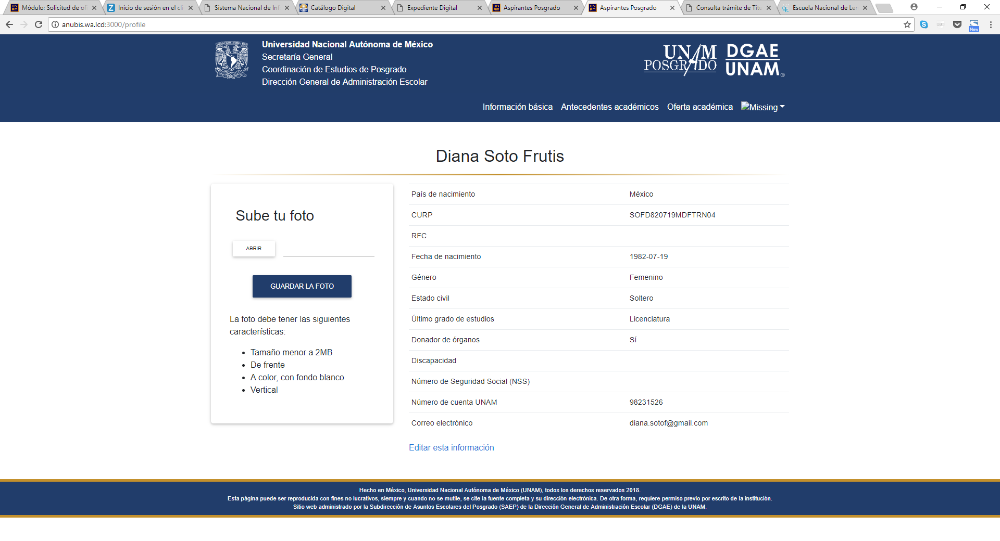 Módulo: Solicitud de of
Inicio de sesión en el cl
Sistema Nacional de Inf
Catálogo Digital
Expediente Digital
Aspirantes Posgrado
Aspirantes Posgrado
Consulta trámite de Titu
Escuela Nacional de Len
anubis.wa.lcd:3000/profile
New
Universidad Nacional Autónoma de México
Secretaría General
Coordinación de Estudios de Posgrado
Dirección General de Administración Escolar
UNAM
POSGRADO
DGAE
UNAM®
Información básica Antecedentes académicos Oferta académica Missing
Diana Soto Frutis
Sube tu foto
ABRIR
GUARDAR LA FOTO
La foto debe tener las siguientes
características:
• Tamaño menor a 2MB
• De frente
• A color, con fondo blanco
• Vertical
País de nacimiento México
CURP SOFD820719MDFTRN04
RFC
Fecha de nacimiento 1982-07-19
Género Femenino
Estado civil Soltero
Último grado de estudios Licenciatura
Donador de órganos Sí
Discapacidad
Número de Seguridad Social (NSS)
Número de cuenta UNAM 98231526
Correo electrónico diana.sotof@gmail.com
Editar esta información
Hecho en México, Universidad Nacional Autónoma de México (UNAM), todos los derechos reservados 2018.
Esta página puede ser reproducida con fines no lucrativos, siempre y cuando no se mutile, se cite la fuente completa y su dirección electrónica. De otra forma, requiere permiso previo por escrito de la institución.
Sitio web administrado por la Subdirección de Asuntos Escolares del Posgrado (SAEP) de la Dirección General de Administración Escolar (DGAE) de la UNAM.